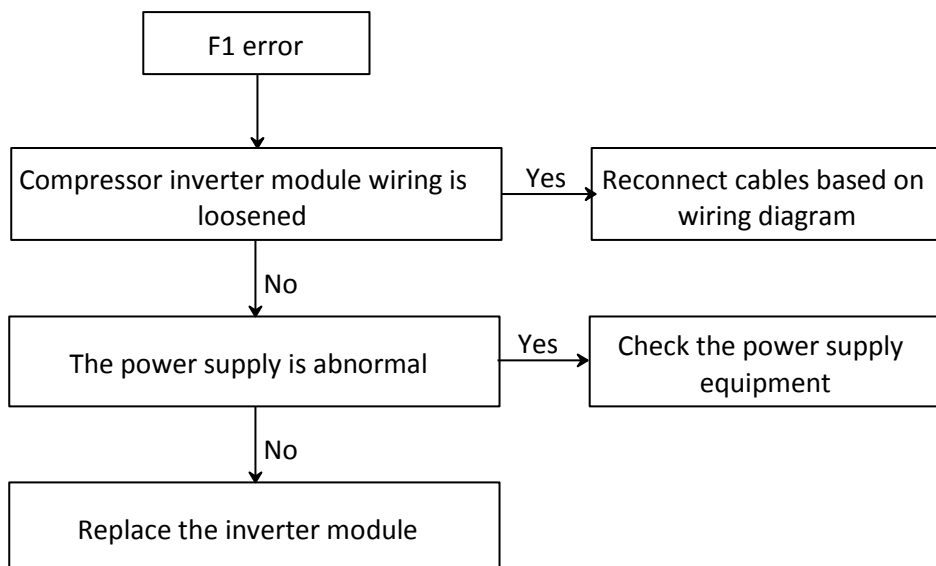 F1 error
Compressor inverter module wiring is
loosened
Yes
Reconnect cables based on
wiring diagram
No
The power supply is abnormal
Yes
Check the power supply
equipment
No
Replace the inverter module